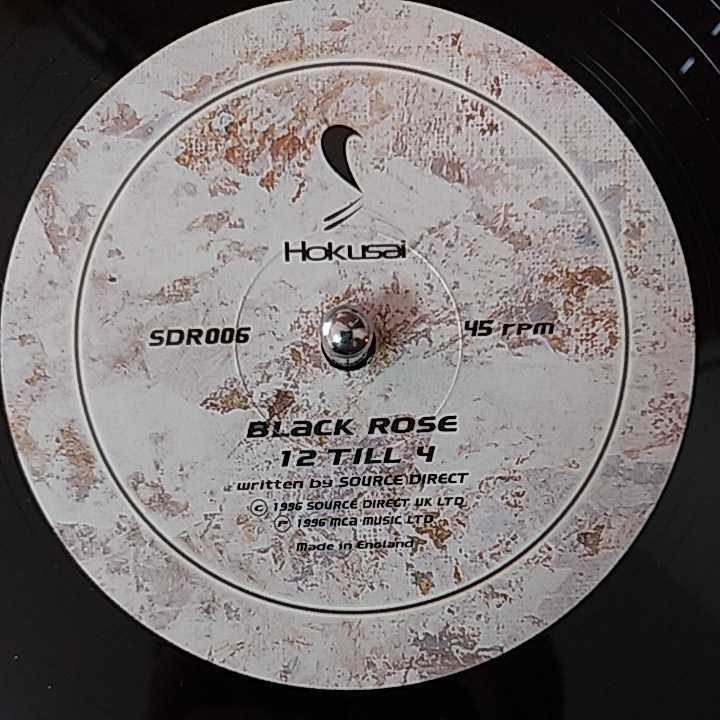 Hokusai
SDR006
45 rpm
BLACK ROSE
12 TILL 4
written by SOURCE DIRECT
© 1996 SOURCE DIRECT UK LTD
℗ 1996 MCA MUSIC LTD
Made in England